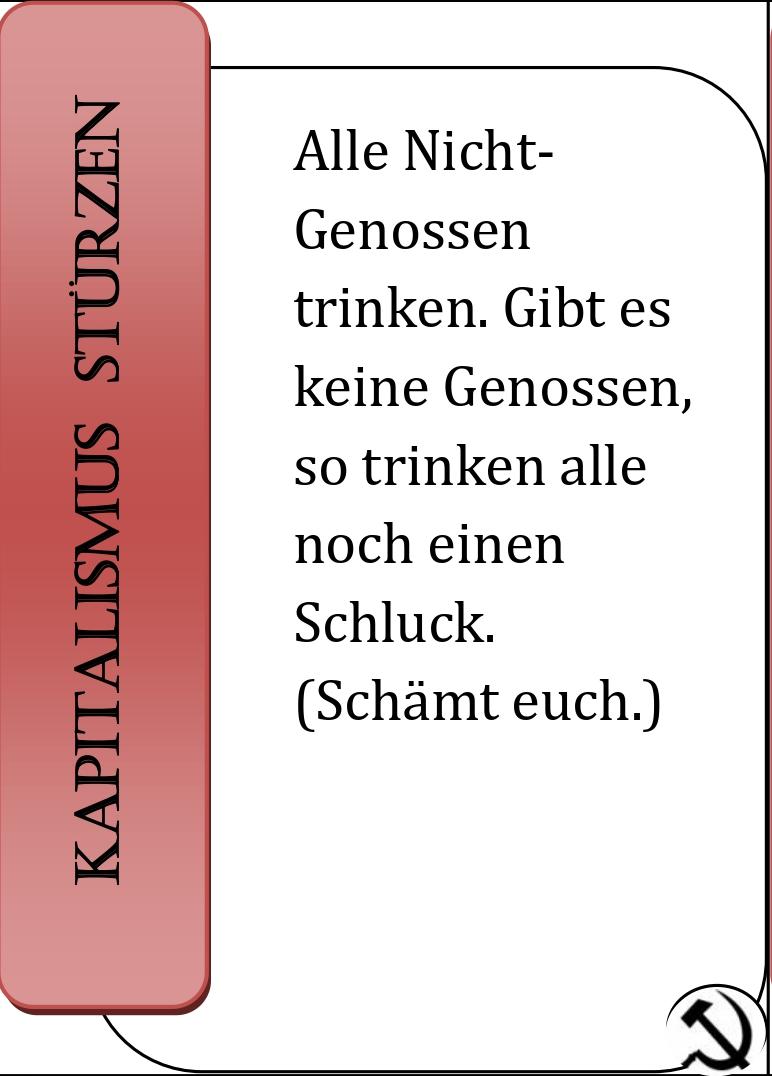 KAPITALISMUS STÜRZEN
Alle Nicht-
Genossen
trinken. Gibt es
keine Genossen,
so trinken alle
noch einen
Schluck.
(Schämt euch.)